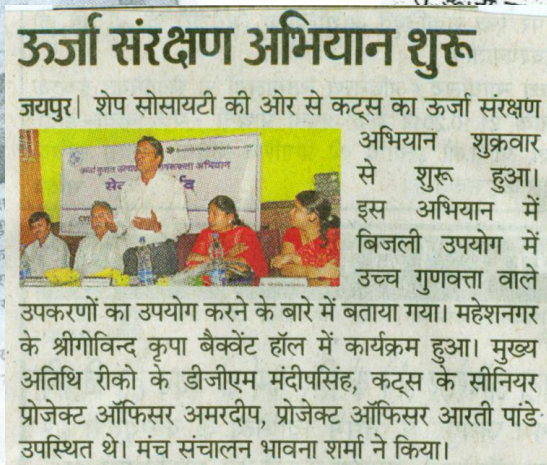 ऊर्जा संरक्षण अभियान शुरू
जयपुर| शेप सोसायटी की ओर से कट्स का ऊर्जा संरक्षण
अभियान शुक्रवार
से शुरू हुआ।
इस अभियान में
बिजली उपयोग में
उच्च गुणवत्ता वाले
उपकरणों का उपयोग करने के बारे में बताया गया। महेशनगर
के श्रीगोविन्द कृपा बैक्वेंट हॉल में कार्यक्रम हुआ। मुख्य
अतिथि रीको के डीजीएम मंदीपसिंह, कट्स के सीनियर
प्रोजेक्ट ऑफिसर अमरदीप, प्रोजेक्ट ऑफिसर आरती पांडे
उपस्थित थे। मंच संचालन भावना शर्मा ने किया।